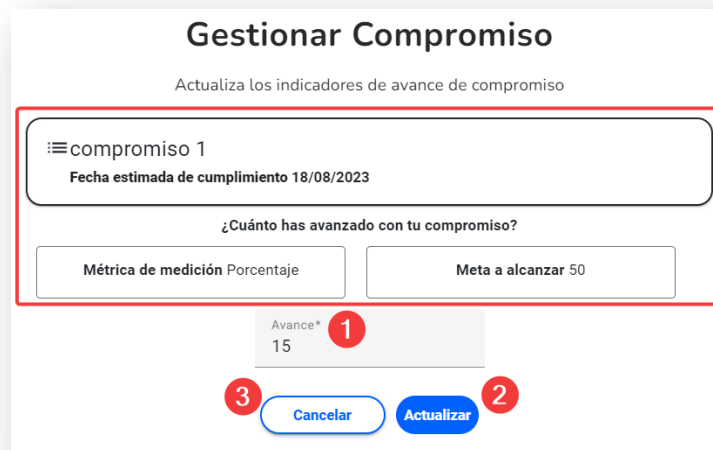 Gestionar Compromiso
Actualiza los indicadores de avance de compromiso
compromiso 1
Fecha estimada de cumplimiento 18/08/2023
¿Cuánto has avanzado con tu compromiso?
Métrica de medición Porcentaje
Meta a alcanzar 50
Avance* 1
15
3 Cancelar Actualizar 2